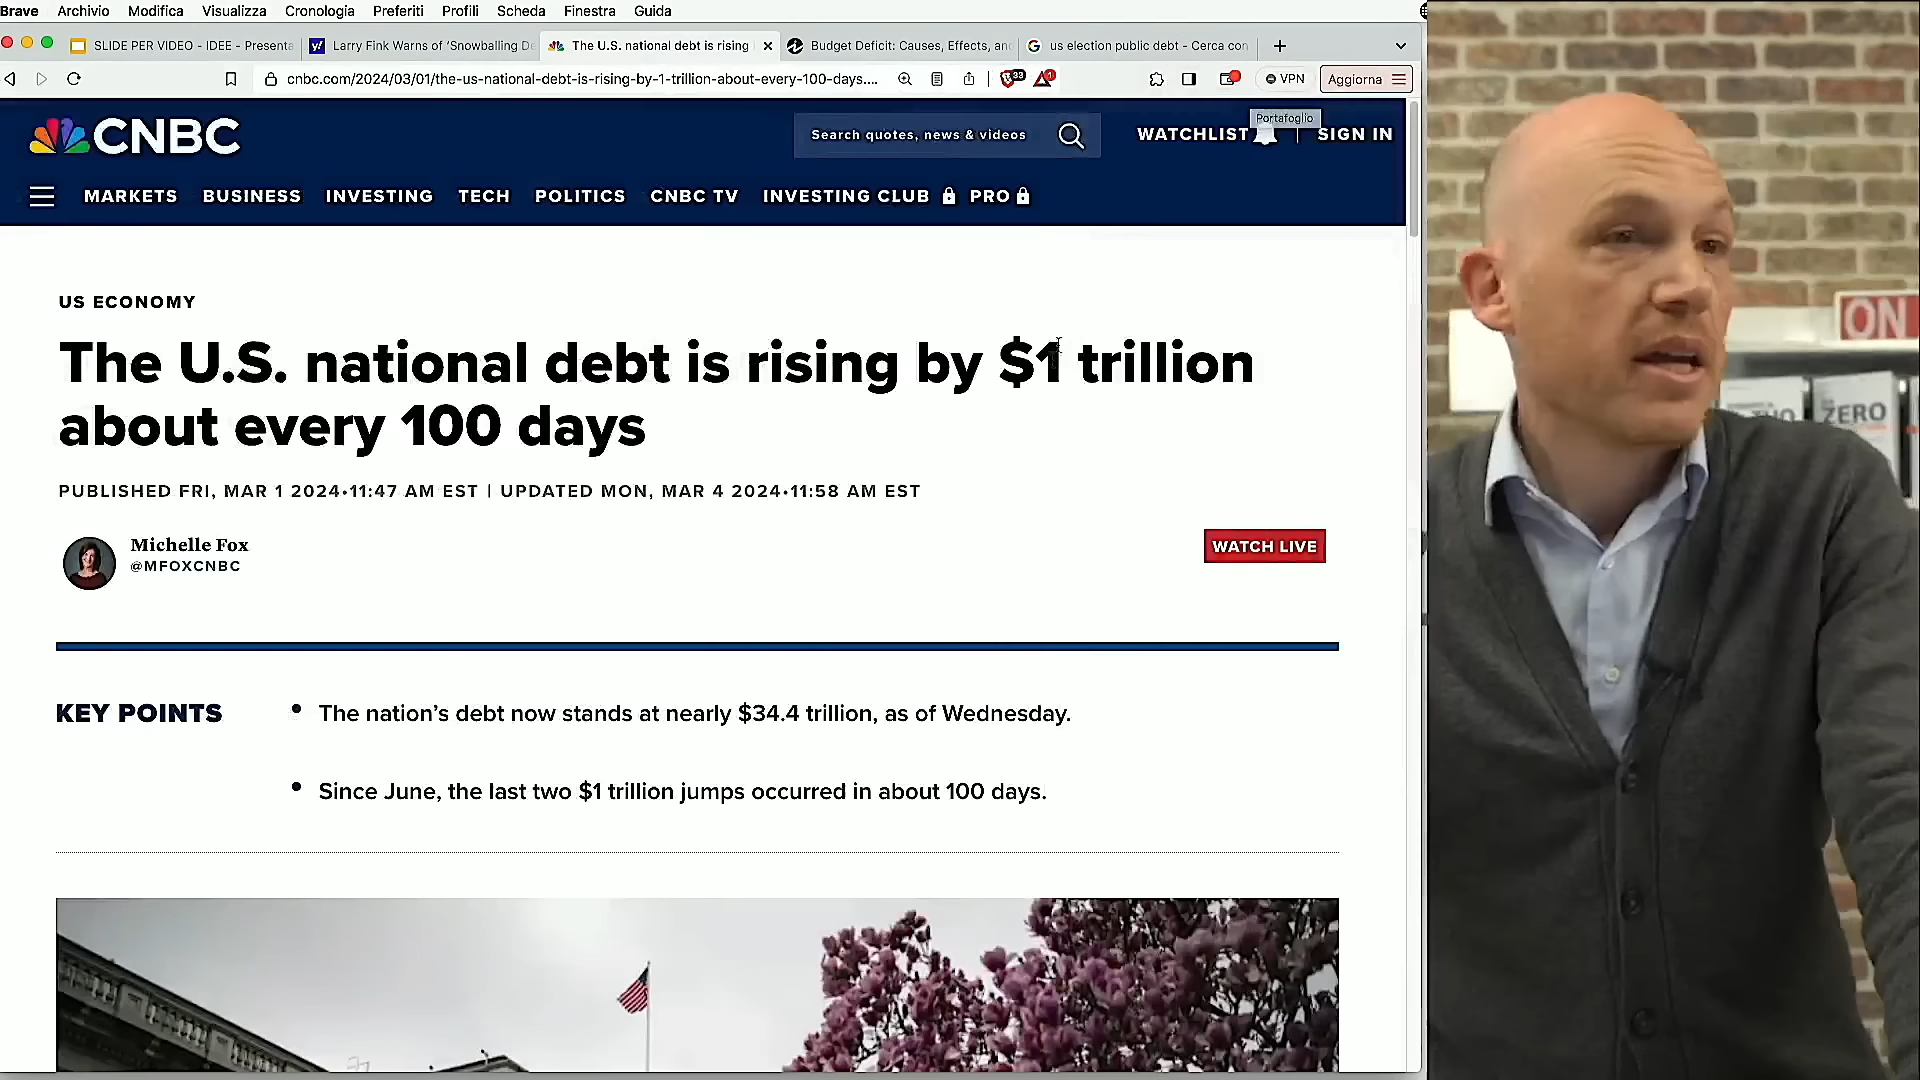 Brave Archivio Modifica Visualizza Cronologia Preferiti Profili Scheda Finestra Guida
SLIDE PER VIDEO - IDEE - Presenta
Larry Fink Warns of ‘Snowballing De
The U.S. national debt is rising
Budget Deficit: Causes, Effects, and
us election public debt - Cerca con
cnbc.com/2024/03/01/the-us-national-debt-is-rising-by-1-trillion-about-every-100-days....
33
1
VPN
Aggiorna
CNBC
Search quotes, news & videos
WATCHLIST
Portafoglio
SIGN IN
MARKETS BUSINESS INVESTING TECH POLITICS CNBC TV INVESTING CLUB PRO
US ECONOMY
The U.S. national debt is rising by $1 trillion
about every 100 days
PUBLISHED FRI, MAR 1 2024•11:47 AM EST | UPDATED MON, MAR 4 2024•11:58 AM EST
Michelle Fox
@MFOXCNBC
WATCH LIVE
KEY POINTS
• The nation’s debt now stands at nearly $34.4 trillion, as of Wednesday.
• Since June, the last two $1 trillion jumps occurred in about 100 days.
ON
ZERO